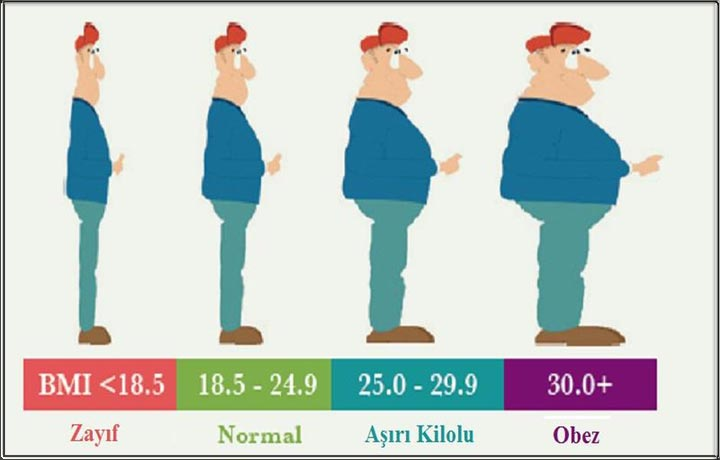 BMI <18.5 18.5 - 24.9 25.0 - 29.9 30.0+
Zayıf Normal Aşırı Kilolu Obez